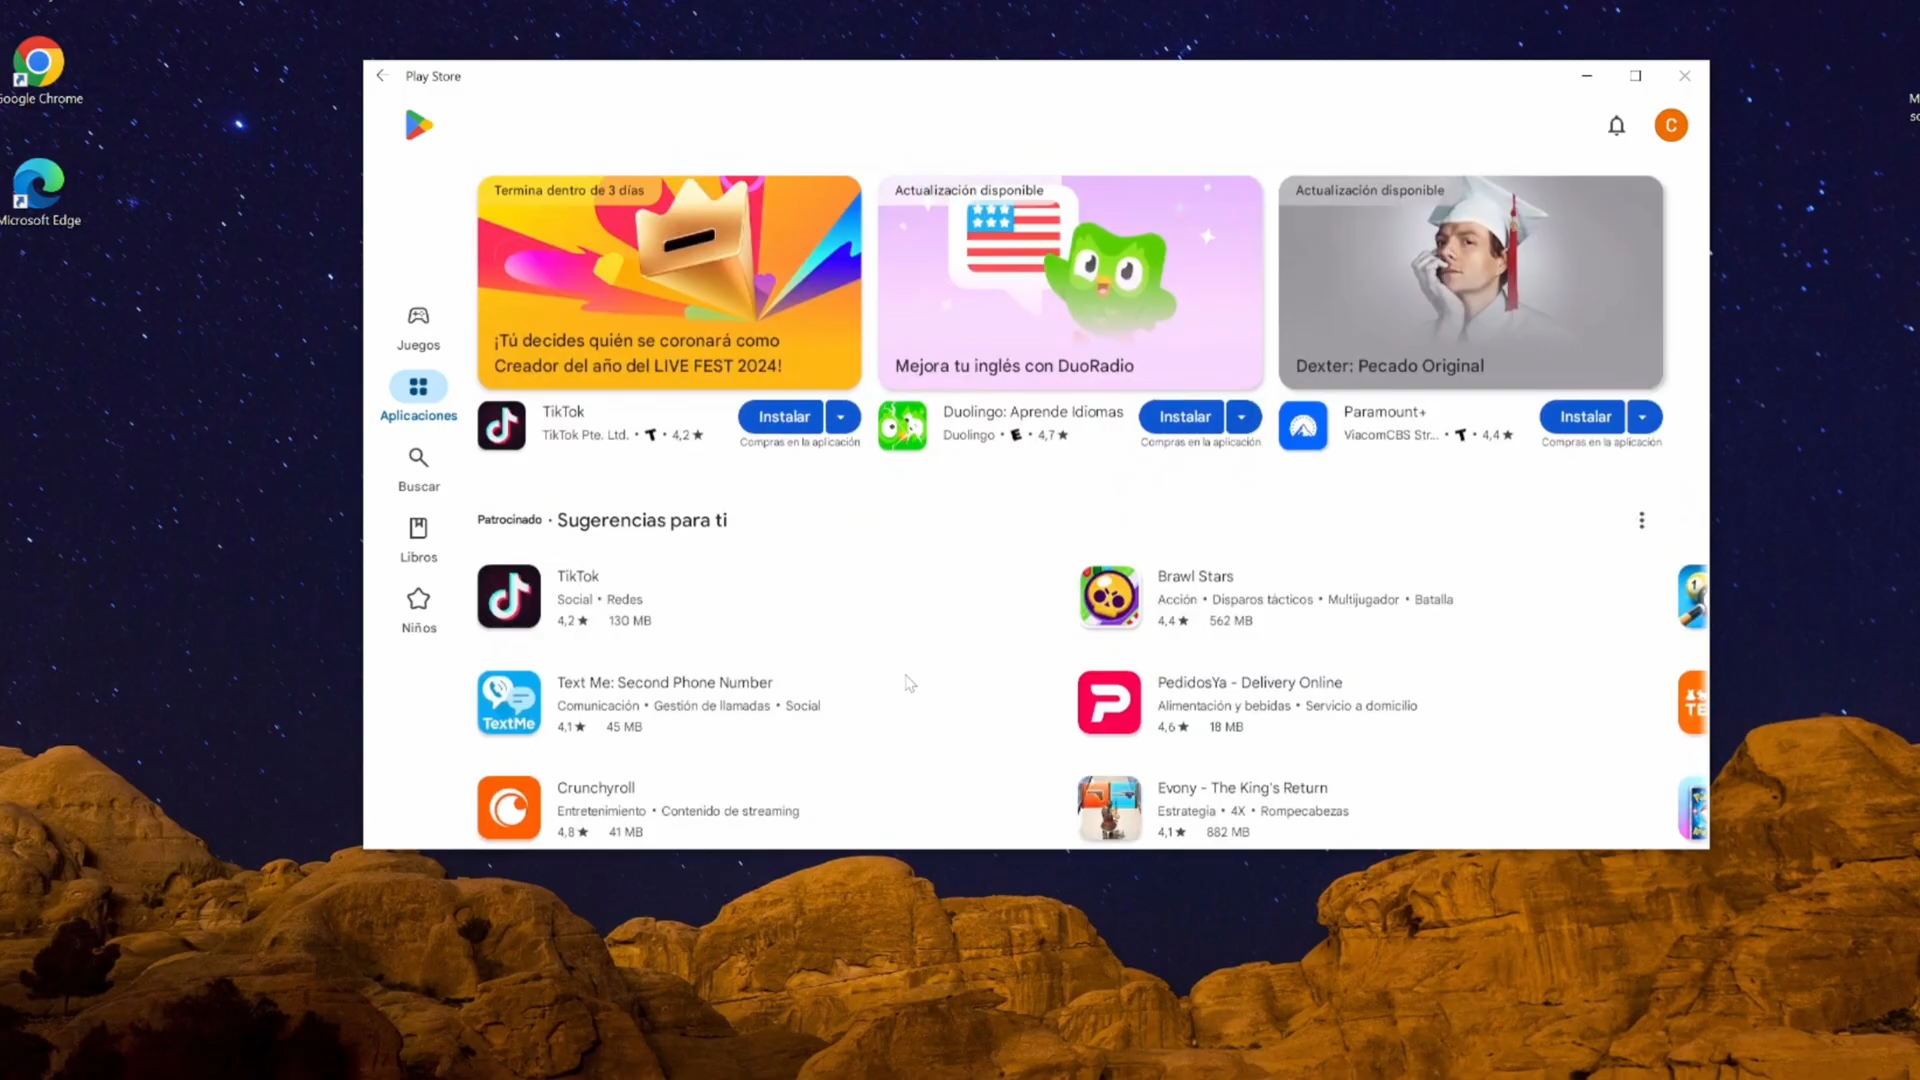 Google Chrome
Microsoft Edge
Play Store
C
Juegos
Aplicaciones
Buscar
Libros
Niños
Termina dentro de 3 días
¡Tú decides quién se coronará como
Creador del año del LIVE FEST 2024!
TikTok
TikTok Pte. Ltd. • T • 4,2★
Instalar
Compras en la aplicación
Actualización disponible
Mejora tu inglés con DuoRadio
Duolingo: Aprende Idiomas
Duolingo • E • 4,7★
Instalar
Compras en la aplicación
Actualización disponible
Dexter: Pecado Original
Paramount+
ViacomCBS Str... • T • 4,4★
Instalar
Compras en la aplicación
Patrocinado · Sugerencias para ti
TikTok
Social • Redes
4,2★ 130 MB
Brawl Stars
Acción • Disparos tácticos • Multijugador • Batalla
4,4★ 562 MB
TextMe
Text Me: Second Phone Number
Comunicación • Gestión de llamadas • Social
4,1★ 45 MB
PedidosYa - Delivery Online
Alimentación y bebidas • Servicio a domicilio
4,6★ 18 MB
Crunchyroll
Entretenimiento • Contenido de streaming
4,8★ 41 MB
Evony - The King's Return
Estrategia • 4X • Rompecabezas
4,1★ 882 MB